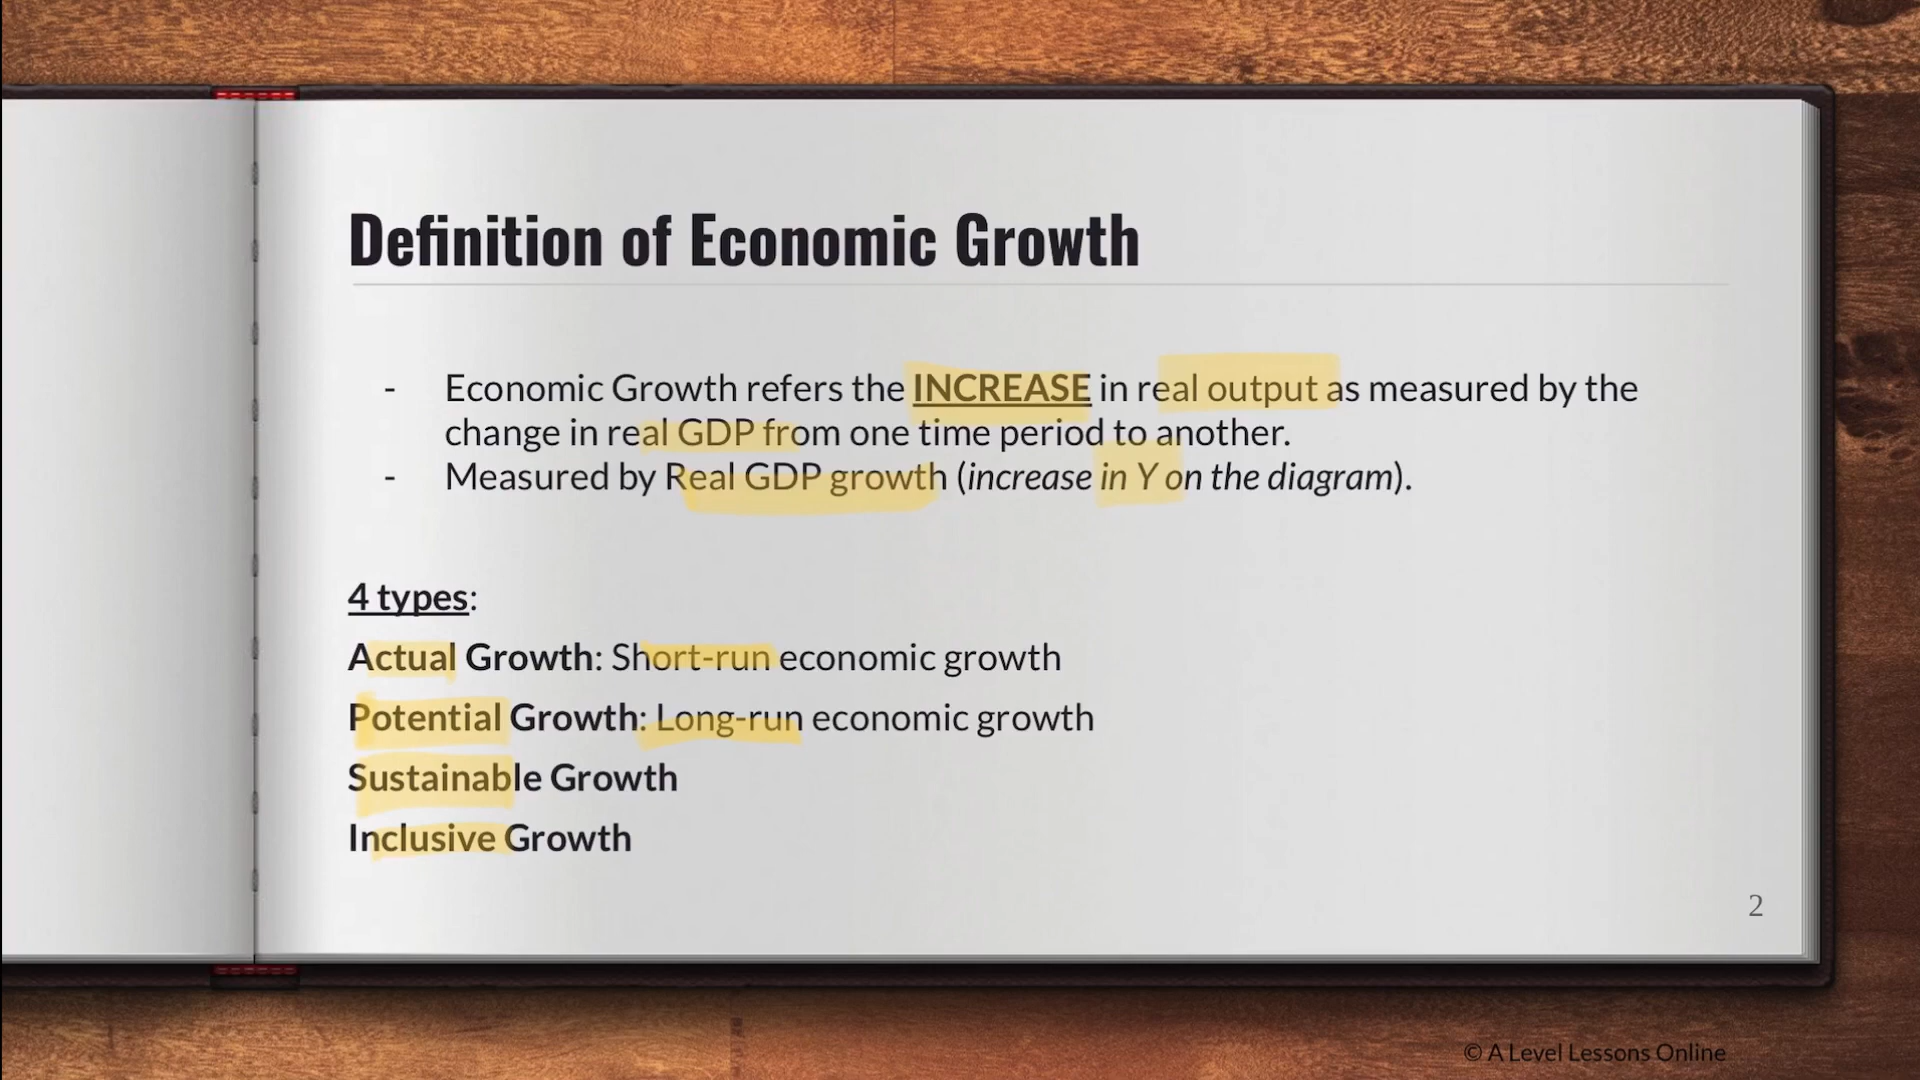 Definition of Economic Growth
- Economic Growth refers the INCREASE in real output as measured by the
change in real GDP from one time period to another.
- Measured by Real GDP growth (increase in Y on the diagram).
4 types:
Actual Growth: Short-run economic growth
Potential Growth: Long-run economic growth
Sustainable Growth
Inclusive Growth
2
© A Level Lessons Online